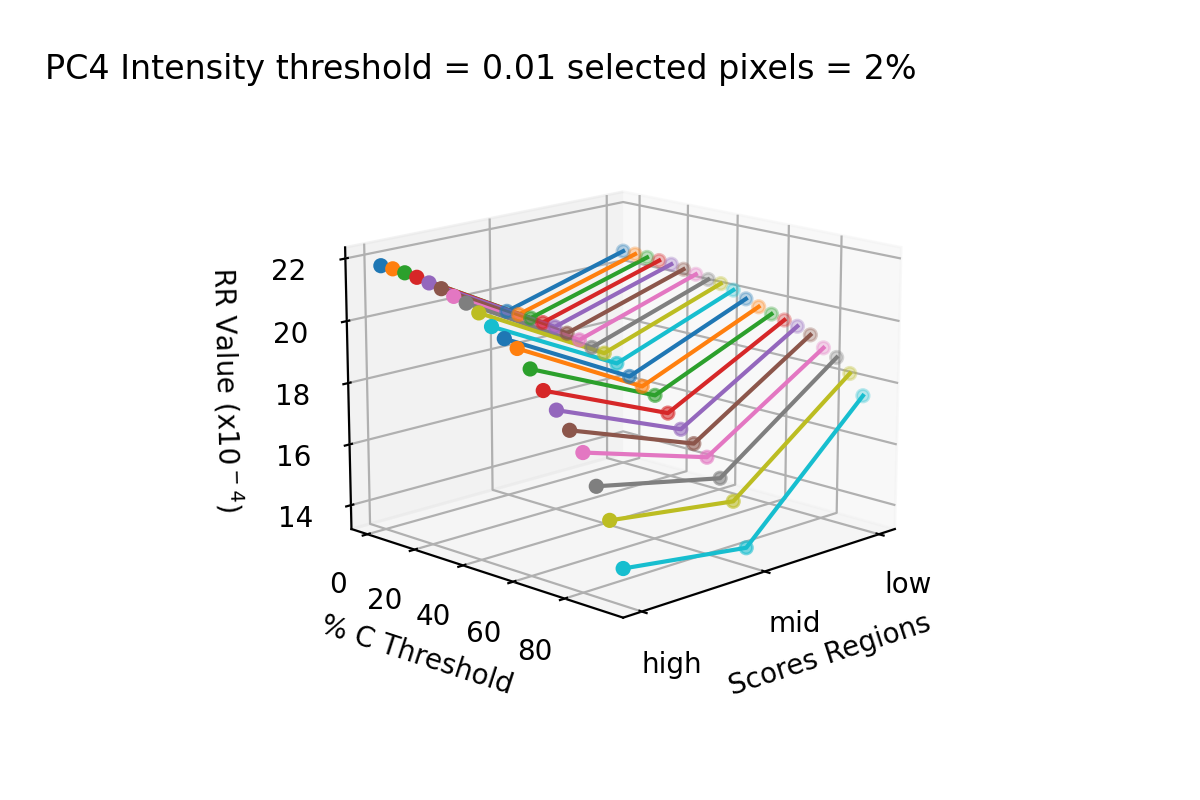 PC4 Intensity threshold = 0.01 selected pixels = 2%
RR Value (x10⁻⁴)
22
20
18
16
14
0
20
40
60
80
% C Threshold
high
mid
low
Scores Regions